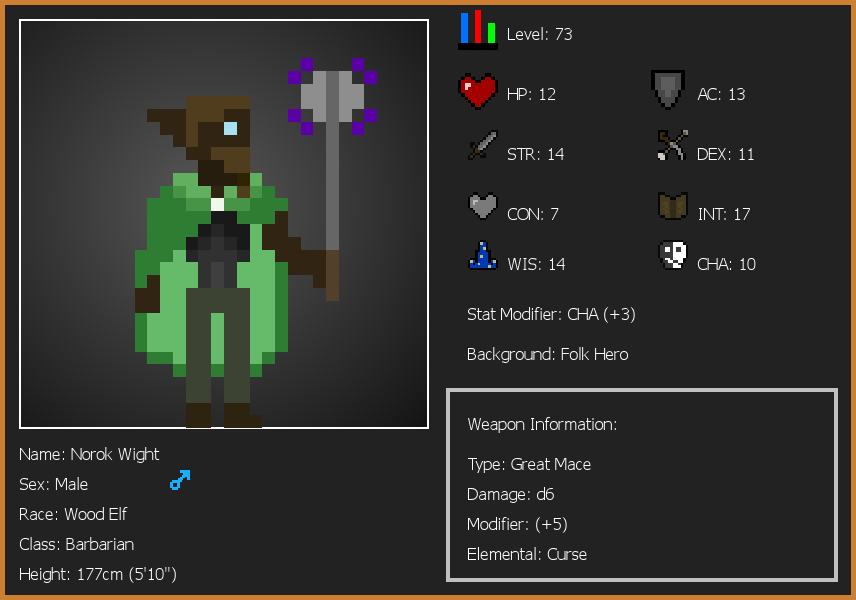 Level: 73
HP: 12
AC: 13
STR: 14
DEX: 11
CON: 7
INT: 17
WIS: 14
CHA: 10
Stat Modifier: CHA (+3)
Background: Folk Hero
Weapon Information:
Type: Great Mace
Damage: d6
Modifier: (+5)
Elemental: Curse
Name: Norok Wight
Sex: Male
Race: Wood Elf
Class: Barbarian
Height: 177cm (5'10")